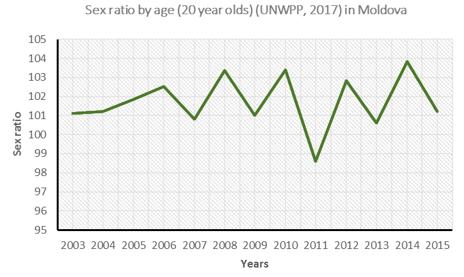 Sex ratio by age (20 year olds) (UNWPP, 2017) in Moldova
105
104
103
102
101
100
99
98
97
96
95
Sex ratio
2003 2004 2005 2006 2007 2008 2009 2010 2011 2012 2013 2014 2015
Years